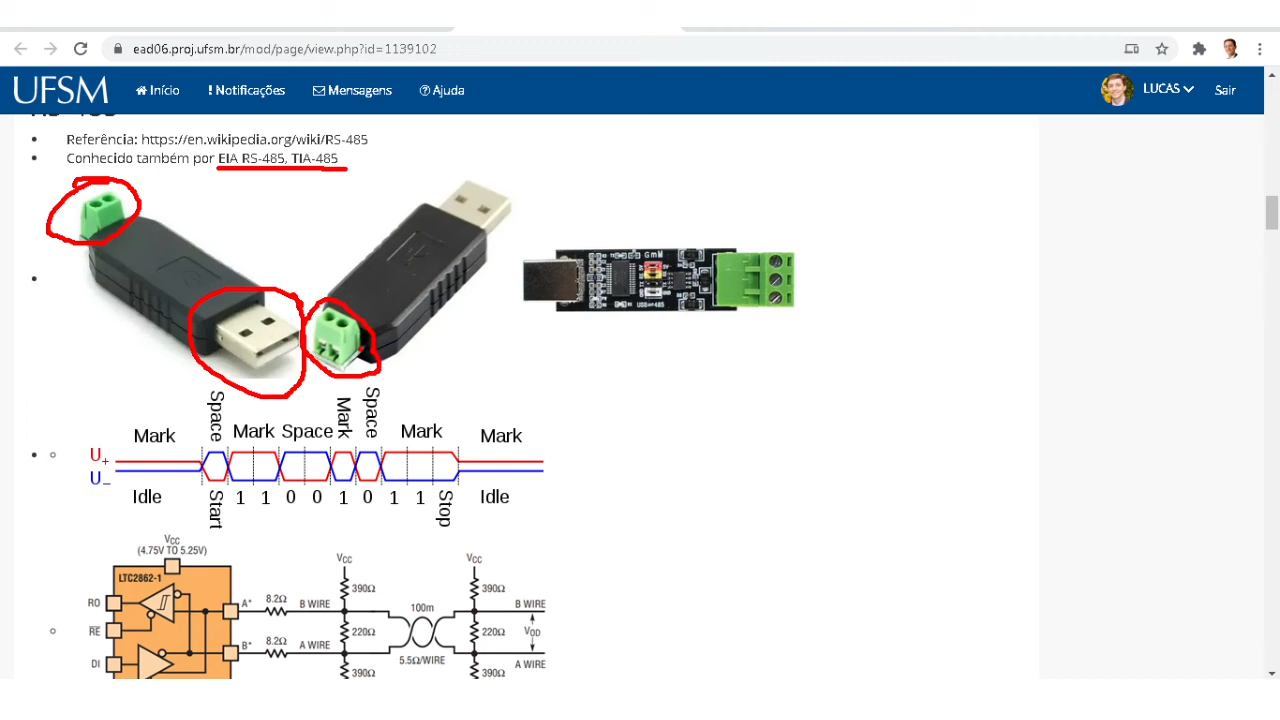 ead06.proj.ufsm.br/mod/page/view.php?id=1139102
UFSM Início Notificações Mensagens Ajuda LUCAS Sair
Referência: https://en.wikipedia.org/wiki/RS-485
Conhecido também por EIA RS-485, TIA-485
GmM
Space
Mark
Space
Mark Mark Space Mark Mark
U+
U−
Idle Start 1 1 0 0 1 0 1 1 Stop Idle
VCC
(4.75V TO 5.25V)
LTC2862-1
VCC VCC
390Ω 390Ω
RO A* 8.2Ω B WIRE 100m B WIRE
RE 220Ω 220Ω VOD
DI B* 8.2Ω A WIRE 5.5Ω/WIRE A WIRE
390Ω 390Ω